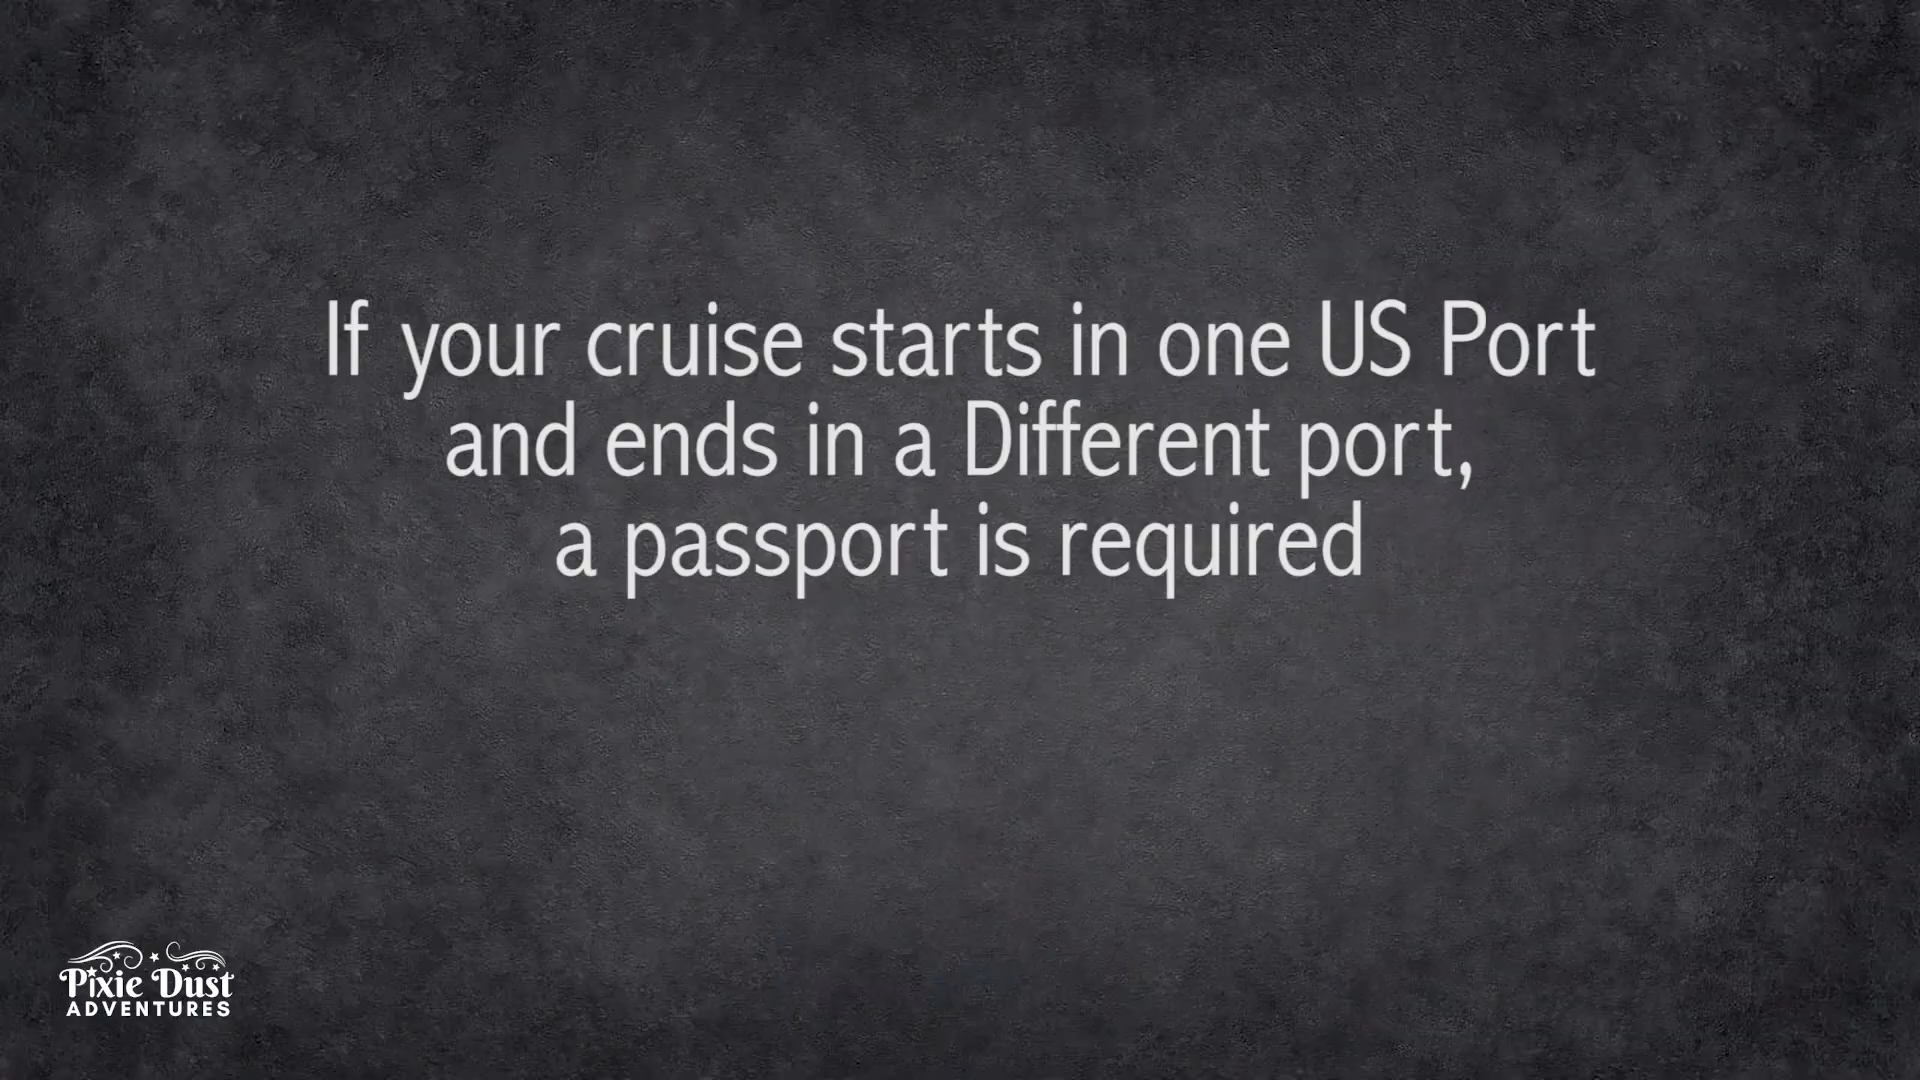 If your cruise starts in one US Port
and ends in a Different port,
a passport is required
Pixie Dust
ADVENTURES